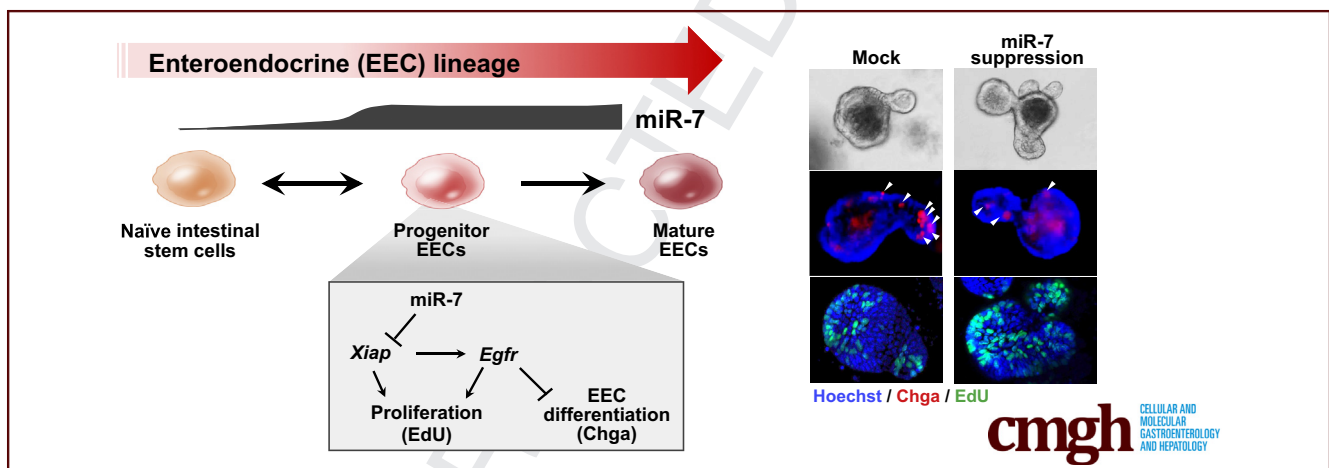 Enteroendocrine (EEC) lineage
miR-7
Naïve intestinal
stem cells
Progenitor
EECs
Mature
EECs
miR-7
Xiap
Egfr
Proliferation
(EdU)
EEC
differentiation
(Chga)
Mock
miR-7
suppression
Hoechst / Chga / EdU
cmgh
CELLULAR AND
MOLECULAR
GASTROENTEROLOGY
AND HEPATOLOGY